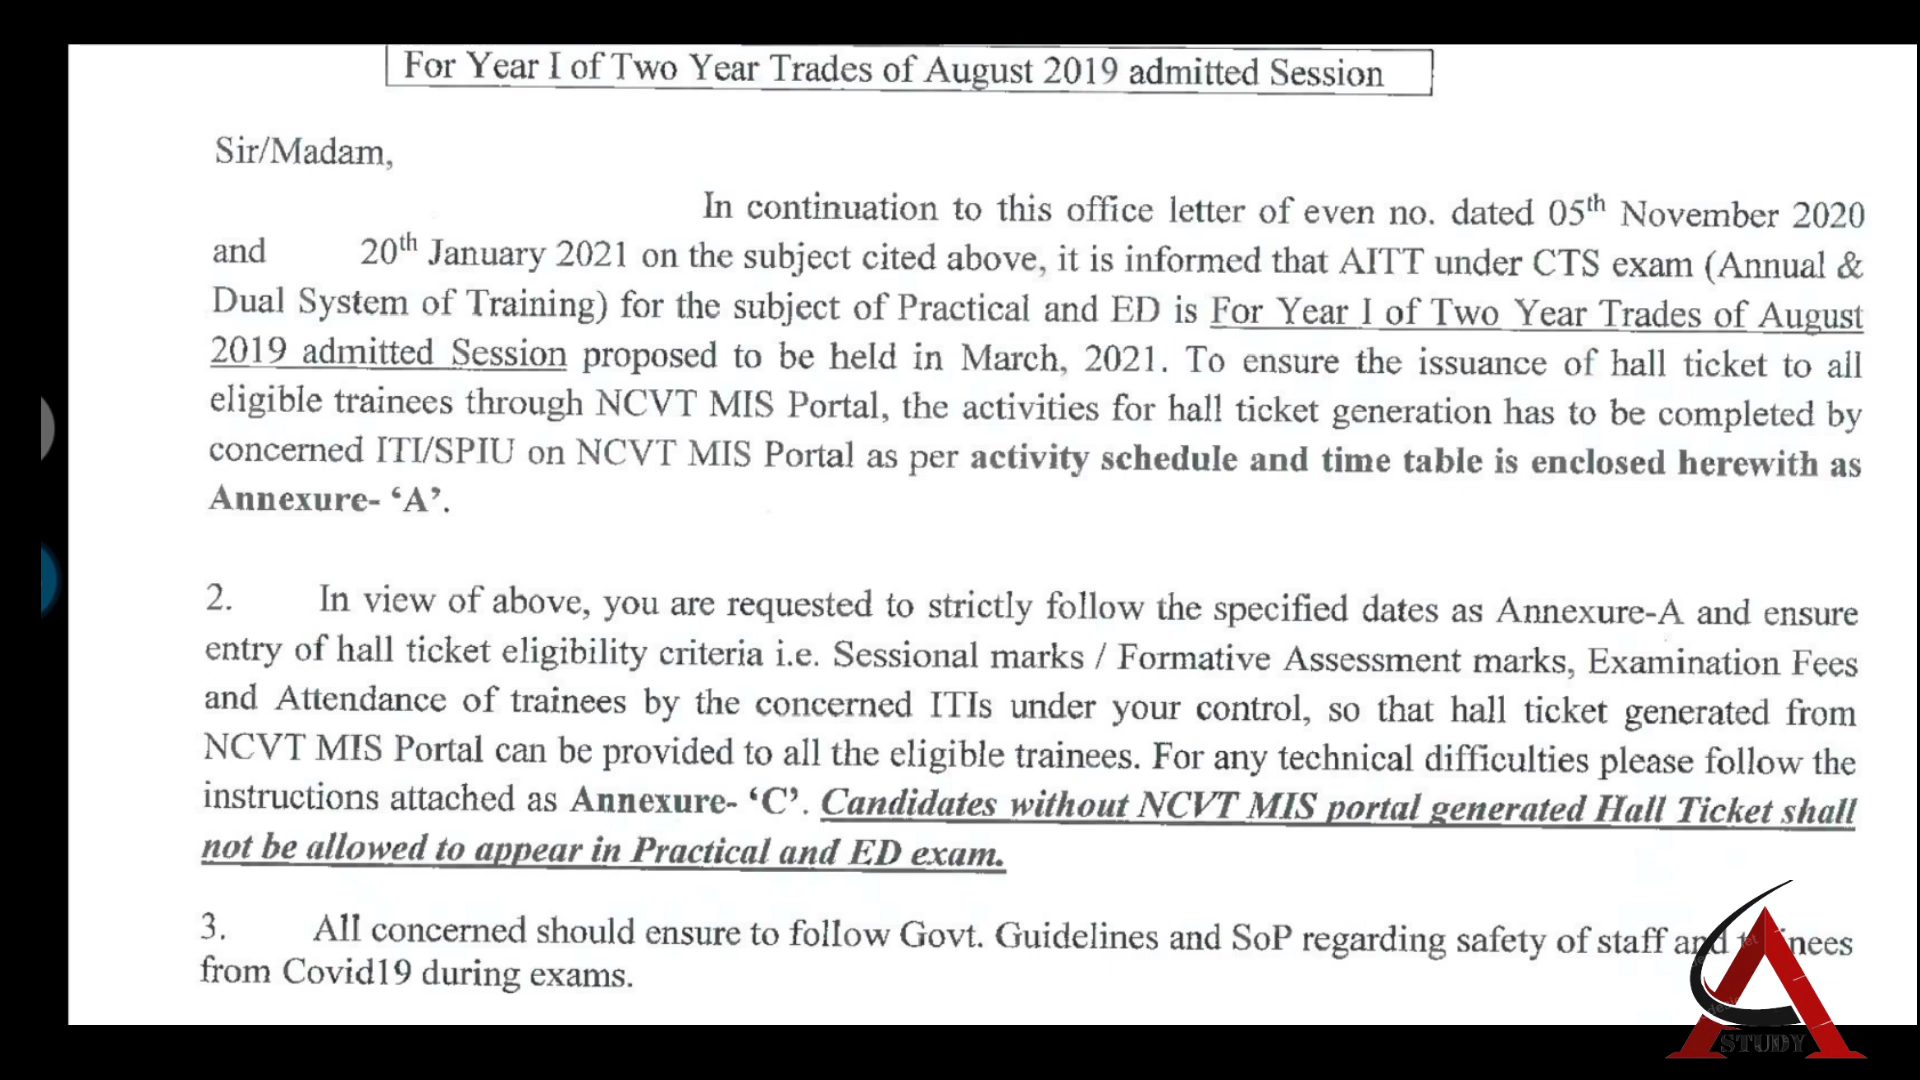 For Year I of Two Year Trades of August 2019 admitted Session
Sir/Madam,
In continuation to this office letter of even no. dated 05th November 2020
and 20th January 2021 on the subject cited above, it is informed that AITT under CTS exam (Annual &
Dual System of Training) for the subject of Practical and ED is For Year I of Two Year Trades of August
2019 admitted Session proposed to be held in March, 2021. To ensure the issuance of hall ticket to all
eligible trainees through NCVT MIS Portal, the activities for hall ticket generation has to be completed by
concerned ITI/SPIU on NCVT MIS Portal as per activity schedule and time table is enclosed herewith as
Annexure- ‘A’.
2. In view of above, you are requested to strictly follow the specified dates as Annexure-A and ensure
entry of hall ticket eligibility criteria i.e. Sessional marks / Formative Assessment marks, Examination Fees
and Attendance of trainees by the concerned ITIs under your control, so that hall ticket generated from
NCVT MIS Portal can be provided to all the eligible trainees. For any technical difficulties please follow the
instructions attached as Annexure- ‘C’. Candidates without NCVT MIS portal generated Hall Ticket shall
not be allowed to appear in Practical and ED exam.
3. All concerned should ensure to follow Govt. Guidelines and SoP regarding safety of staff and trainees
from Covid19 during exams.
STUDY